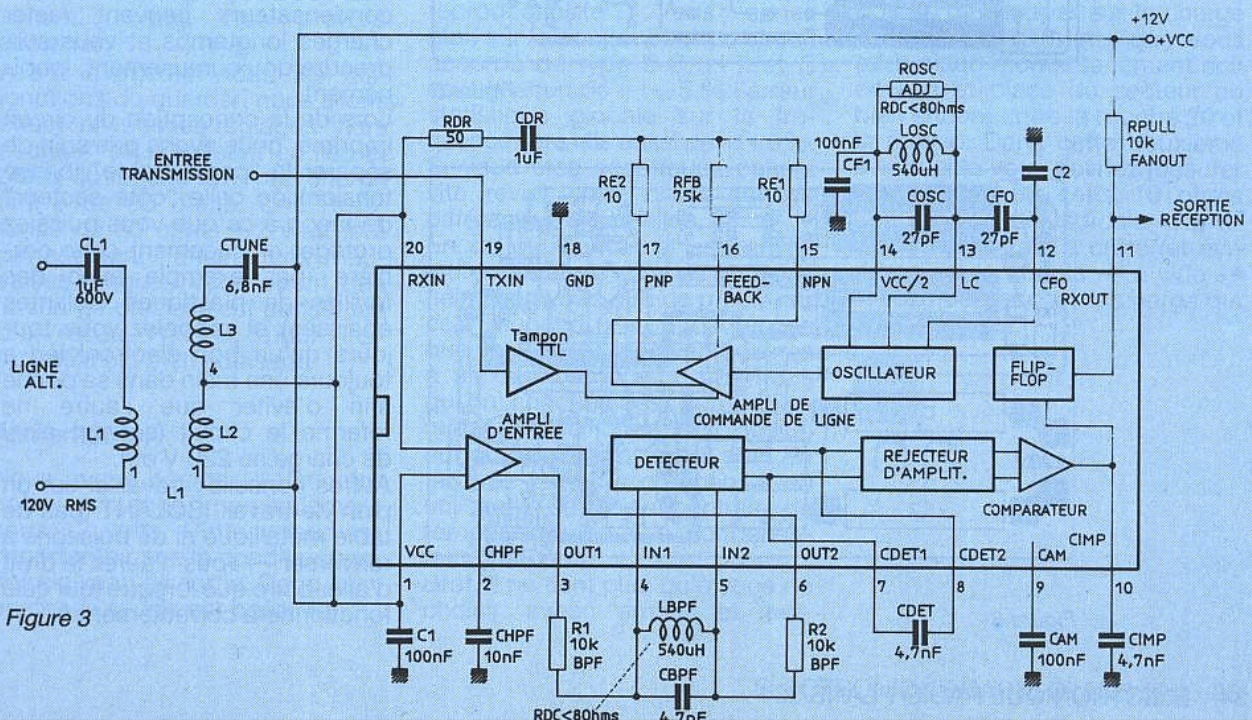 +12V
+VCC
ROSC
ADJ
RDC<80hms
LOSC
540uH
COSC
27pF
CFO
27pF
C2
100nF
CF1
RPULL
10k
FANOUT
SORTIE
RECEPTION
RDR
50
CDR
1uF
ENTREE
TRANSMISSION
RE2
10
RFB
75k
RE1
10
20 19 18 17 16 15 14 13 12 11
RXIN TXIN GND PNP FEED-BACK NPN VCC/2 LC CFO RXOUT
CL1
1uF
600V
CTUNE
6,8nF
L3
4
LIGNE
ALT.
L1
L2
1
1
L1
120V RMS
Tampon
TTL
AMPLI
D'ENTREE
AMPLI DE
COMMANDE DE LIGNE
OSCILLATEUR
FLIP-
FLOP
DETECTEUR
REJECTEUR
D'AMPLIT.
COMPARATEUR
VCC CHPF OUT1 IN1 IN2 OUT2 CDET1 CDET2 CAM CIMP
1 2 3 4 5 6 7 8 9 10
Figure 3
C1
100nF
CHPF
10nF
R1
10k
BPF
LBPF
540uH
CBPF
4,7nF
RDC<80hms
R2
10k
BPF
CDET
4,7nF
CAM
100nF
CIMP
4,7nF